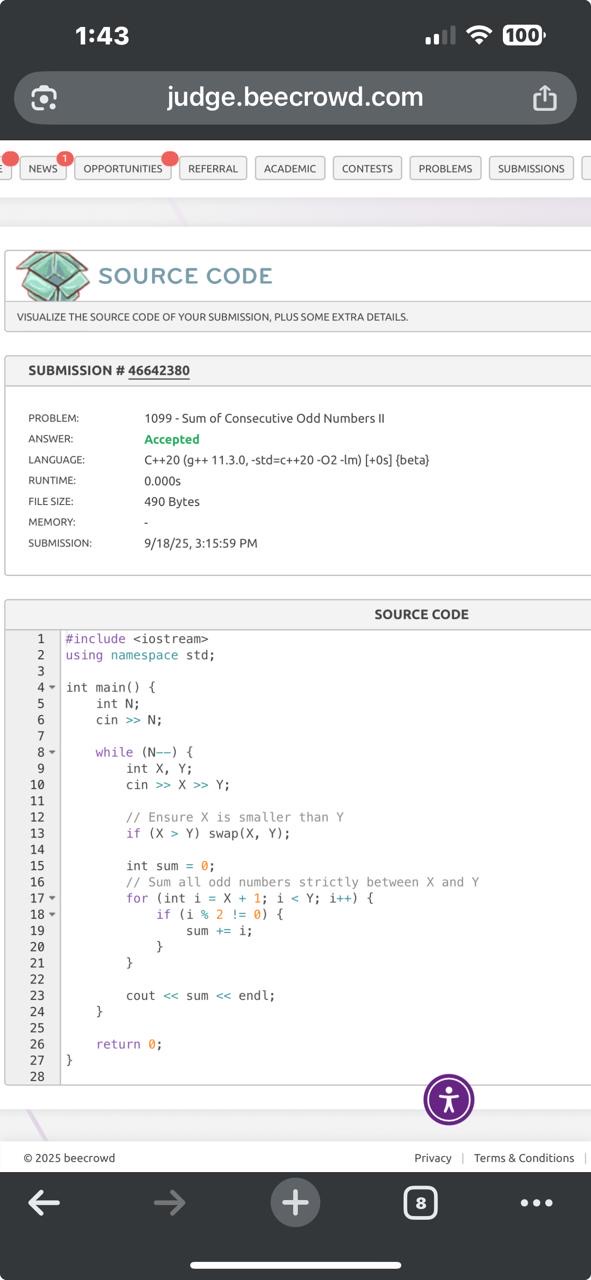 1:43
100
judge.beecrowd.com
NEWS 1 OPPORTUNITIES REFERRAL ACADEMIC CONTESTS PROBLEMS SUBMISSIONS
SOURCE CODE
VISUALIZE THE SOURCE CODE OF YOUR SUBMISSION, PLUS SOME EXTRA DETAILS.
SUBMISSION # 46642380
PROBLEM: 1099 - Sum of Consecutive Odd Numbers II
ANSWER: Accepted
LANGUAGE: C++20 (g++ 11.3.0, -std=c++20 -O2 -lm) [+0s] {beta}
RUNTIME: 0.000s
FILE SIZE: 490 Bytes
MEMORY: -
SUBMISSION: 9/18/25, 3:15:59 PM
SOURCE CODE
1 #include <iostream>
2 using namespace std;
3
4 int main() {
5     int N;
6     cin >> N;
7
8     while (N--) {
9         int X, Y;
10         cin >> X >> Y;
11
12         // Ensure X is smaller than Y
13         if (X > Y) swap(X, Y);
14
15         int sum = 0;
16         // Sum all odd numbers strictly between X and Y
17         for (int i = X + 1; i < Y; i++) {
18             if (i % 2 != 0) {
19                 sum += i;
20             }
21         }
22
23         cout << sum << endl;
24     }
25
26     return 0;
27 }
28
© 2025 beecrowd Privacy | Terms & Conditions |
8